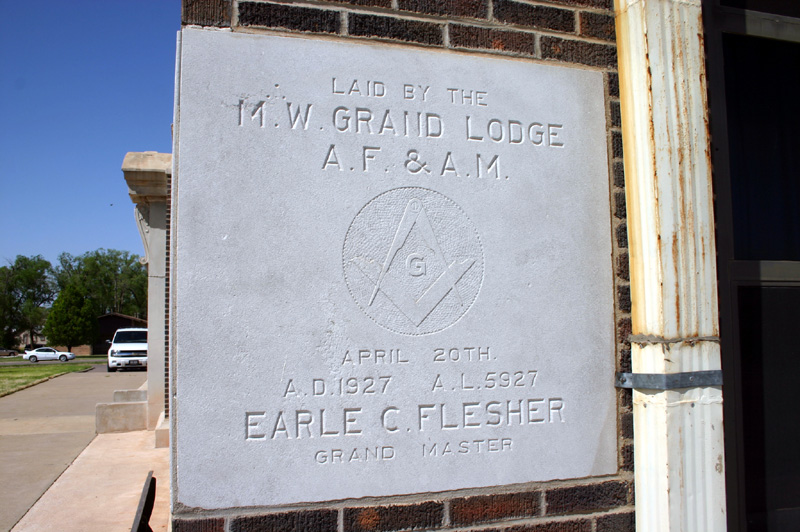 LAID BY THE
M.W. GRAND LODGE
A.F. & A.M.
G
APRIL 20TH.
A.D. 1927 A.L. 5927
EARLE C. FLESHER
GRAND MASTER